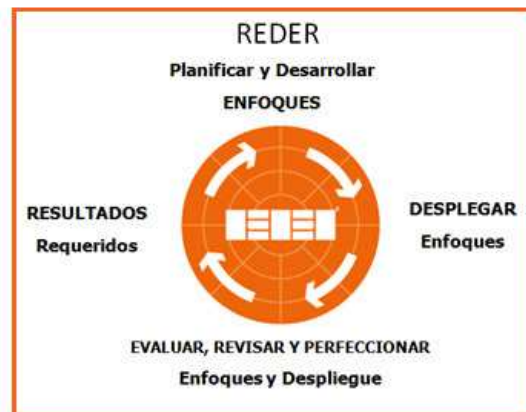 REDER
Planificar y Desarrollar
ENFOQUES
RESULTADOS
Requeridos
DESPLEGAR
Enfoques
EVALUAR, REVISAR Y PERFECCIONAR
Enfoques y Despliegue